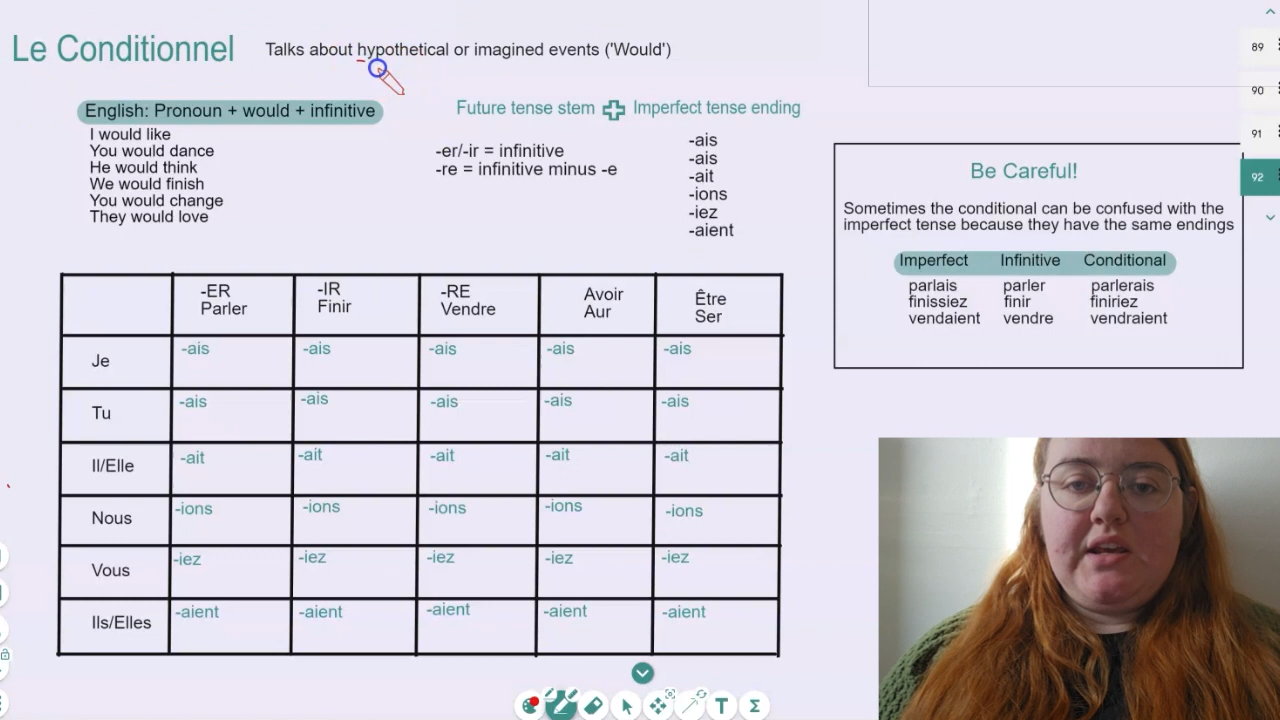 Le Conditionnel
Talks about hypothetical or imagined events ('Would')
English: Pronoun + would + infinitive
I would like
You would dance
He would think
We would finish
You would change
They would love
Future tense stem + Imperfect tense ending
-er/-ir = infinitive
-re = infinitive minus -e
-ais
-ais
-ait
-ions
-iez
-aient
Be Careful!
Sometimes the conditional can be confused with the
imperfect tense because they have the same endings
Imperfect Infinitive Conditional
parlais parler parlerais
finissiez finir finiriez
vendaient vendre vendraient
89
90
91
92
-ER -IR -RE Avoir Être
Parler Finir Vendre Aur Ser
Je -ais -ais -ais -ais -ais
Tu -ais -ais -ais -ais -ais
Il/Elle -ait -ait -ait -ait -ait
Nous -ions -ions -ions -ions -ions
Vous -iez -iez -iez -iez -iez
Ils/Elles -aient -aient -aient -aient -aient
T Σ